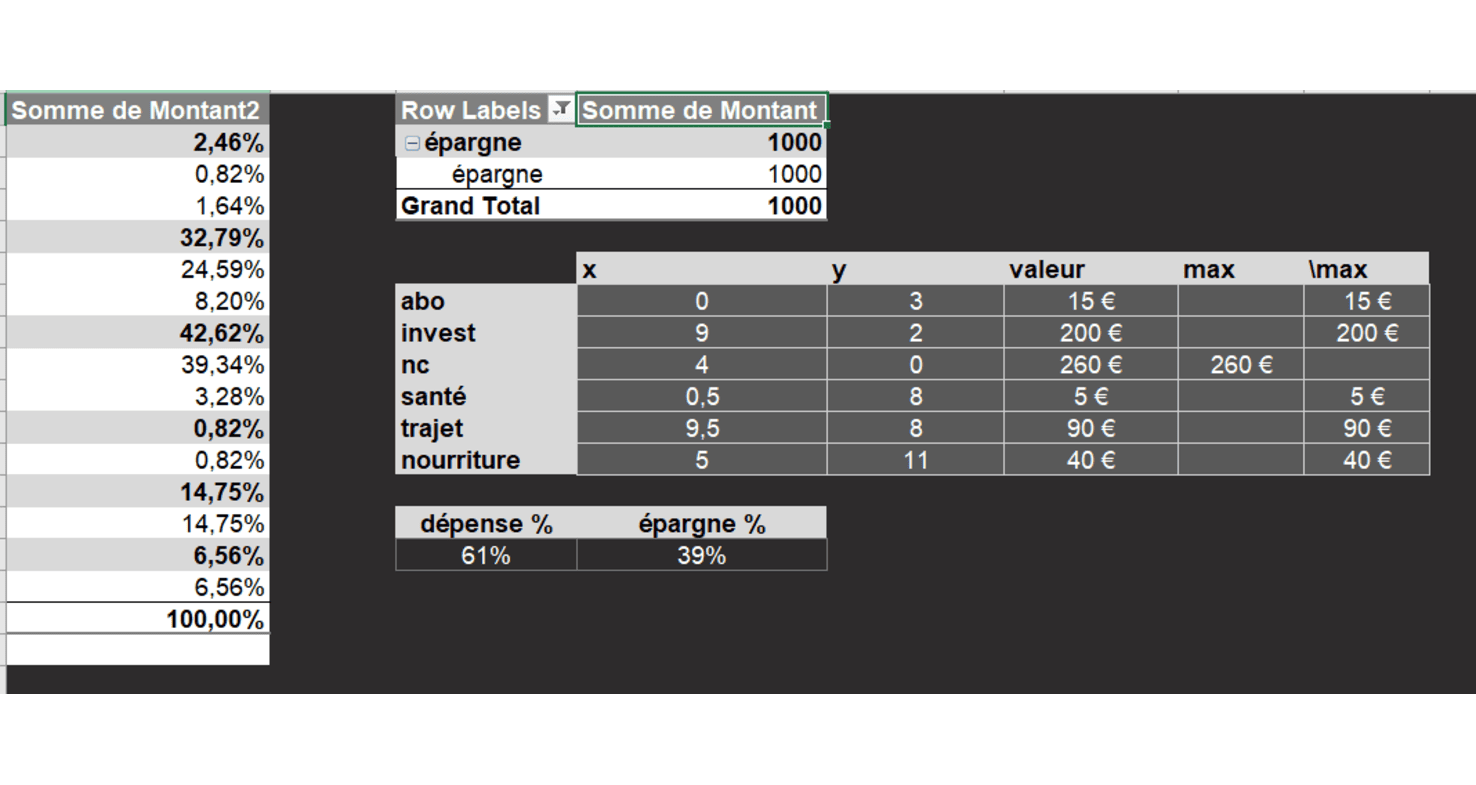 Somme de Montant2
2,46%
0,82%
1,64%
32,79%
24,59%
8,20%
42,62%
39,34%
3,28%
0,82%
0,82%
14,75%
14,75%
6,56%
6,56%
100,00%
Row Labels Somme de Montant
épargne 1000
épargne 1000
Grand Total 1000
x y valeur max \max
abo 0 3 15 € 15 €
invest 9 2 200 € 200 €
nc 4 0 260 € 260 €
santé 0,5 8 5 € 5 €
trajet 9,5 8 90 € 90 €
nourriture 5 11 40 € 40 €
dépense % épargne %
61% 39%